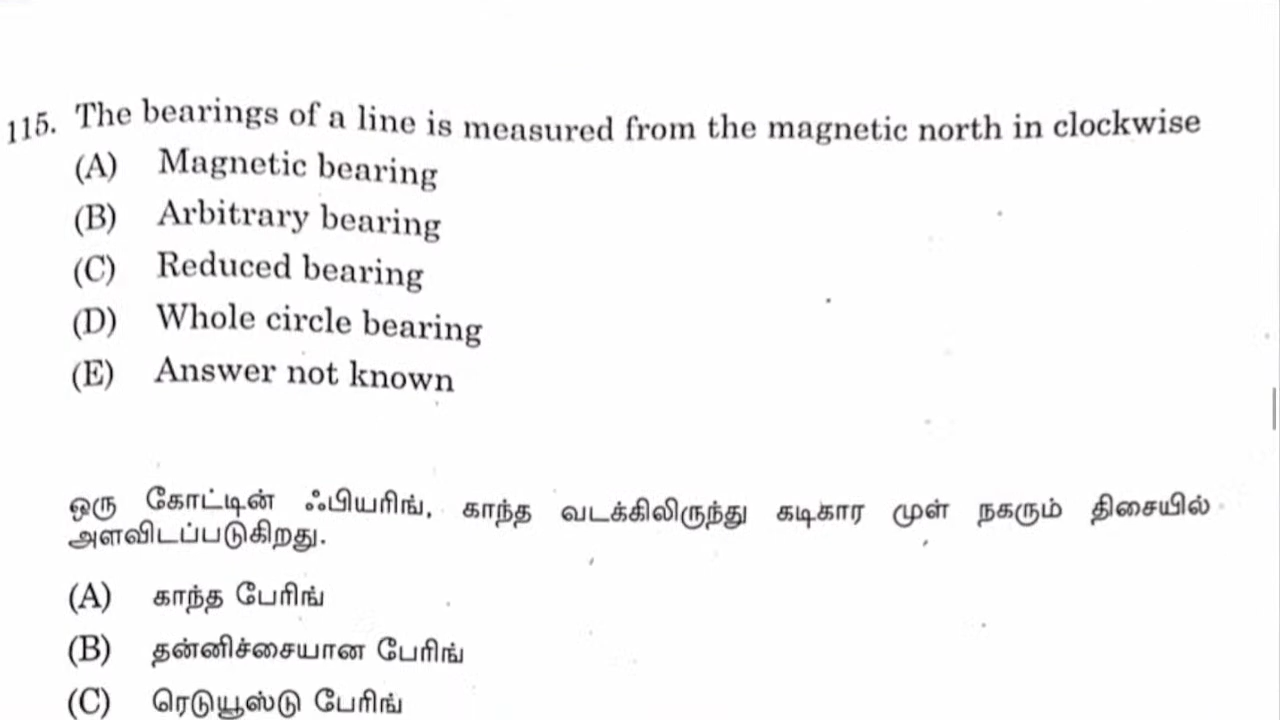 115. The bearings of a line is measured from the magnetic north in clockwise
(A) Magnetic bearing
(B) Arbitrary bearing
(C) Reduced bearing
(D) Whole circle bearing
(E) Answer not known
ஒரு கோட்டின் ஃபியரிங், காந்த வடக்கிலிருந்து கடிகார முள் நகரும் திசையில்
அளவிடப்படுகிறது.
(A) காந்த பேரிங்
(B) தன்னிச்சையான பேரிங்
(C) ரெடுயூஸ்டு பேரிங்